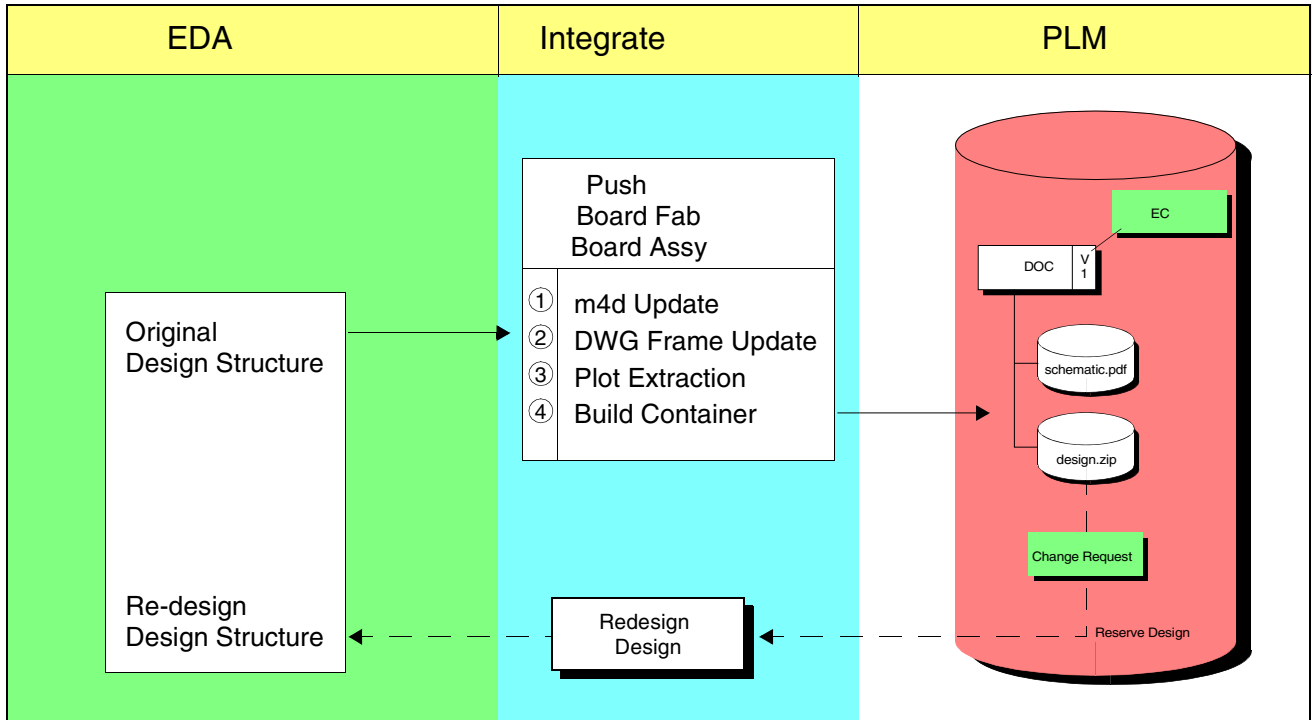 EDA
Integrate
PLM
Original
Design Structure
Re-design
Design Structure
Push
Board Fab
Board Assy
1 m4d Update
2 DWG Frame Update
3 Plot Extraction
4 Build Container
Redesign
Design
EC
DOC
V
1
schematic.pdf
design.zip
Change Request
Reserve Design